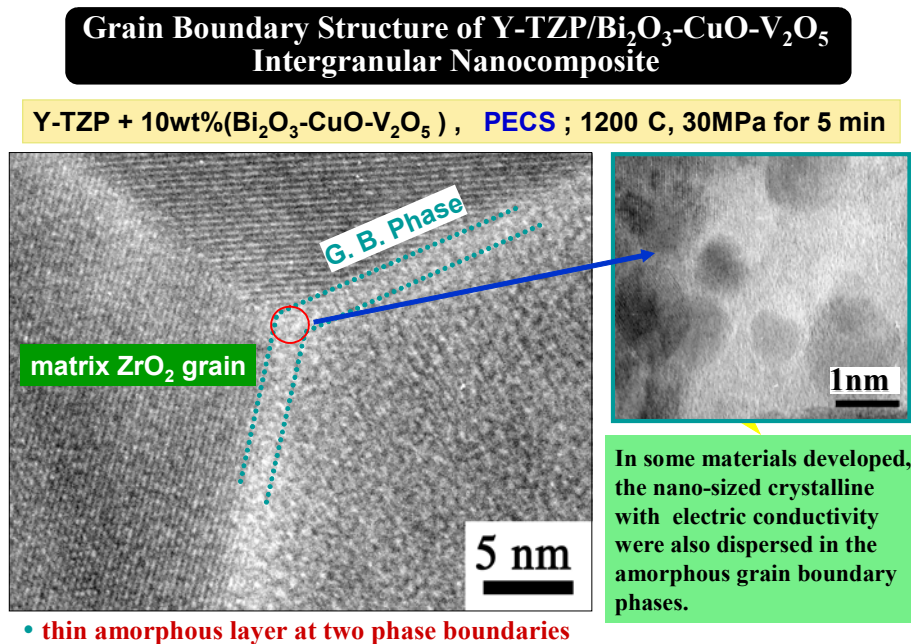 Grain Boundary Structure of Y-TZP/Bi₂O₃-CuO-V₂O₅
Intergranular Nanocomposite
Y-TZP + 10wt%(Bi₂O₃-CuO-V₂O₅ ) , PECS ; 1200 C, 30MPa for 5 min
G. B. Phase
matrix ZrO₂ grain
5 nm
1nm
In some materials developed,
the nano-sized crystalline
with electric conductivity
were also dispersed in the
amorphous grain boundary
phases.
• thin amorphous layer at two phase boundaries